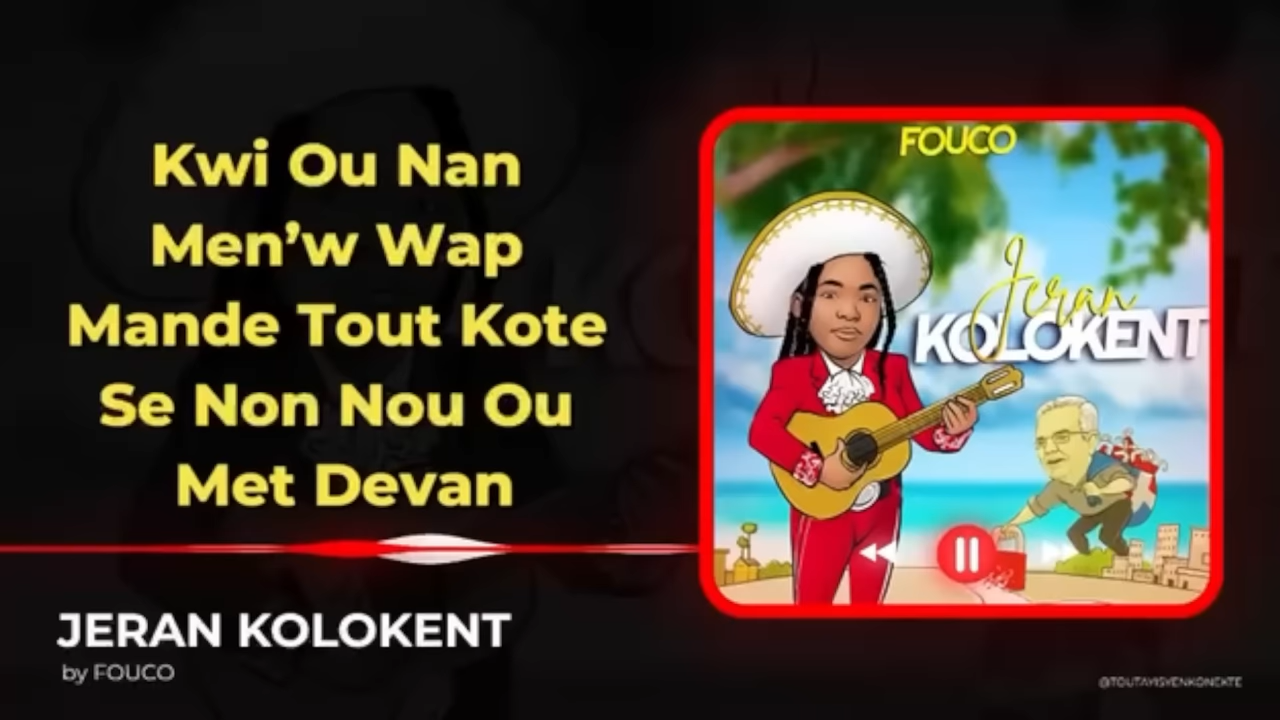 Kwi Ou Nan
Men’w Wap
Mande Tout Kote
Se Non Nou Ou
Met Devan
JERAN KOLOKENT
by FOUCO
FOUCO
Jeran
KOLOKENT
@TOUTAYISYENKONEKTE